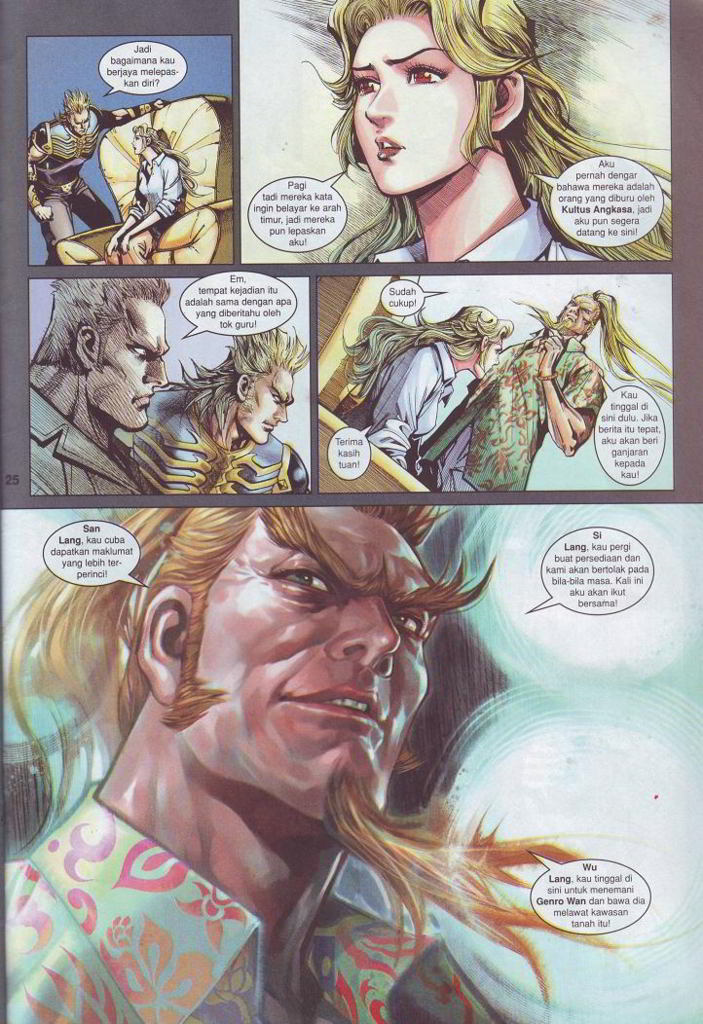 Jadi
bagaimana kau
berjaya melepas-
kan diri?
Pagi
tadi mereka kata
ingin belayar ke arah
timur, jadi mereka
pun lepaskan
aku!
Aku
pernah dengar
bahawa mereka adalah
orang yang diburu oleh
Kultus Angkasa, jadi
aku pun segera
datang ke sini!
Em,
tempat kejadian itu
adalah sama dengan apa
yang diberitahu oleh
tok guru!
Sudah
cukup!
Terima
kasih
tuan!
Kau
tinggal di
sini dulu. Jika
berita itu tepat,
aku akan beri
ganjaran
kepada
kau!
25
San
Lang, kau cuba
dapatkan maklumat
yang lebih ter-
perinci!
Si
Lang, kau pergi
buat persediaan dan
kami akan bertolak pada
bila-bila masa. Kali ini
aku akan ikut
bersama!
Wu
Lang, kau tinggal di
sini untuk menemani
Genro Wan dan bawa dia
melawat kawasan
tanah itu!